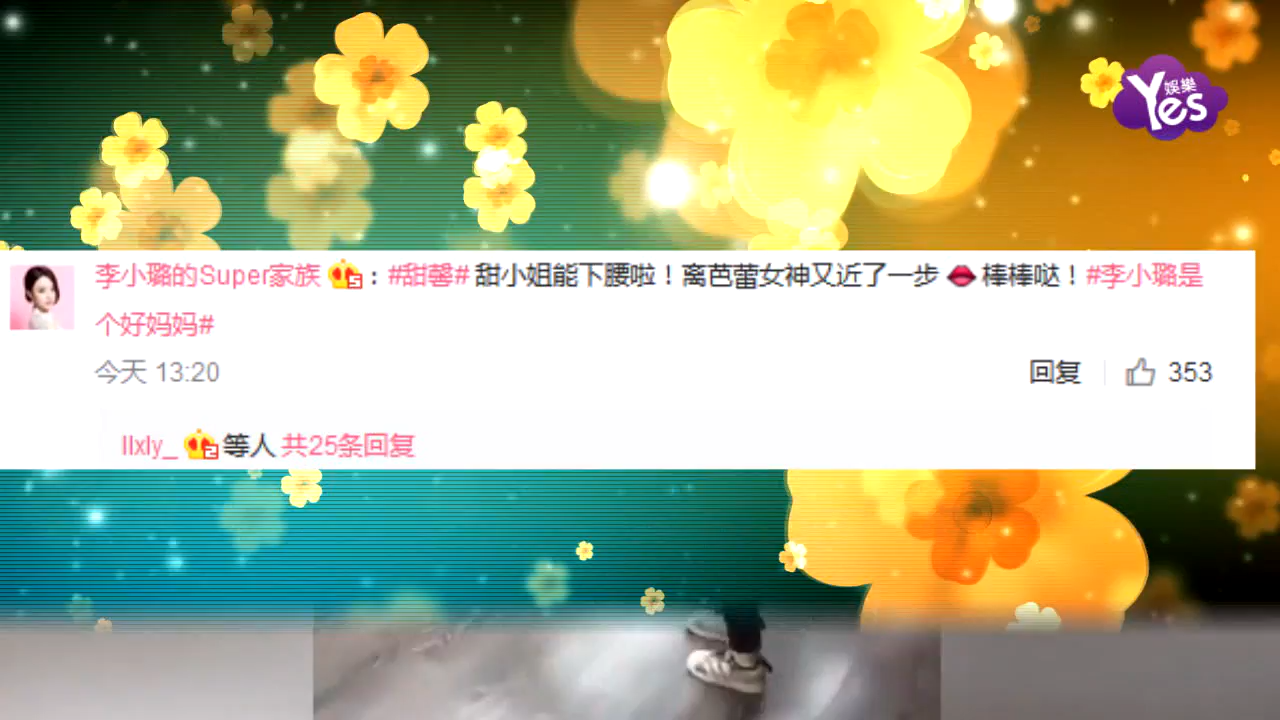 Yes 娛樂
李小璐的Super家族 5 : #甜馨# 甜小姐能下腰啦！离芭蕾女神又近了一步 棒棒哒！#李小璐是
个好妈妈#
今天 13:20 回复 353
llxly_ 2 等人 共25条回复